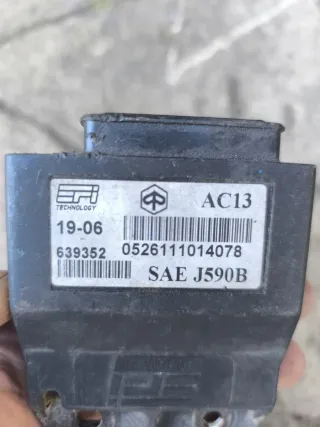 EFI
TECHNOLOGY
AC13
19-06
639352
0526111014078
SAE J590B